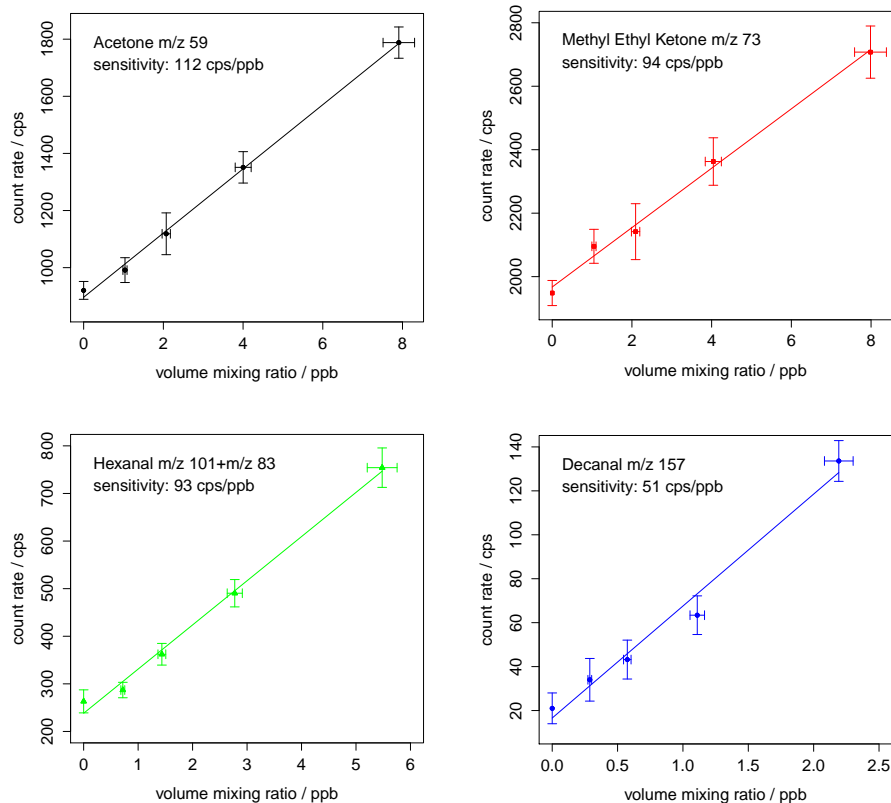 Acetone m/z 59
sensitivity: 112 cps/ppb
1800
1600
1400
1200
1000
count rate / cps
0 2 4 6 8
volume mixing ratio / ppb
Methyl Ethyl Ketone m/z 73
sensitivity: 94 cps/ppb
2800
2600
2400
2200
2000
count rate / cps
0 2 4 6 8
volume mixing ratio / ppb
Hexanal m/z 101+m/z 83
sensitivity: 93 cps/ppb
800
700
600
500
400
300
200
count rate / cps
0 1 2 3 4 5 6
volume mixing ratio / ppb
Decanal m/z 157
sensitivity: 51 cps/ppb
140
120
100
80
60
40
20
count rate / cps
0.0 0.5 1.0 1.5 2.0 2.5
volume mixing ratio / ppb